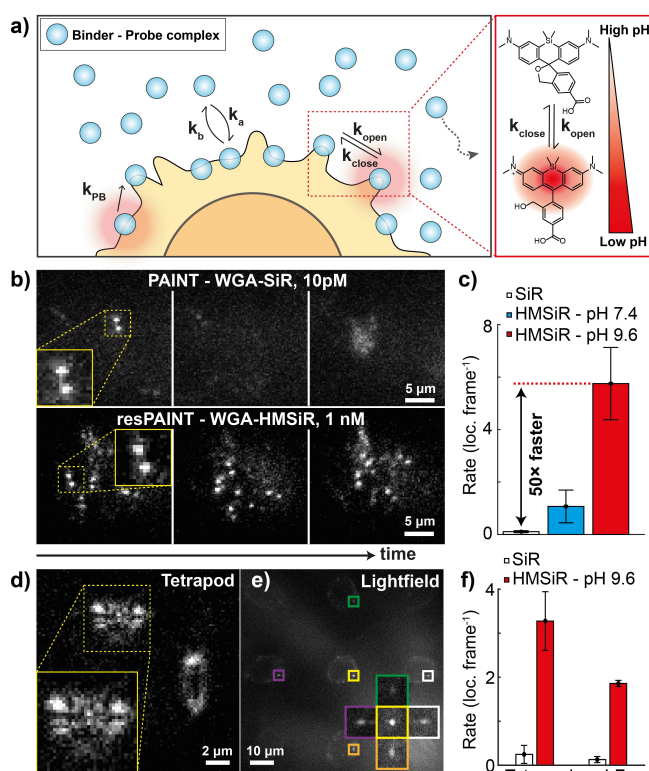 a)
Binder - Probe complex
k_b
k_a
k_open
k_close
k_PB
High pH
N
Si
N
O
O
OH
k_close
k_open
N
+
Si
N
HO
HO
O
Low pH
b)
PAINT - WGA-SiR, 10pM
5 µm
resPAINT - WGA-HMSiR, 1 nM
5 µm
time
c)
SiR
HMSiR - pH 7.4
HMSiR - pH 9.6
Rate (loc. frame⁻¹)
8
4
0
50× faster
d)
Tetrapod
2 µm
e)
Lightfield
10 µm
f)
SiR
HMSiR - pH 9.6
Rate (loc. frame⁻¹)
4
2
0